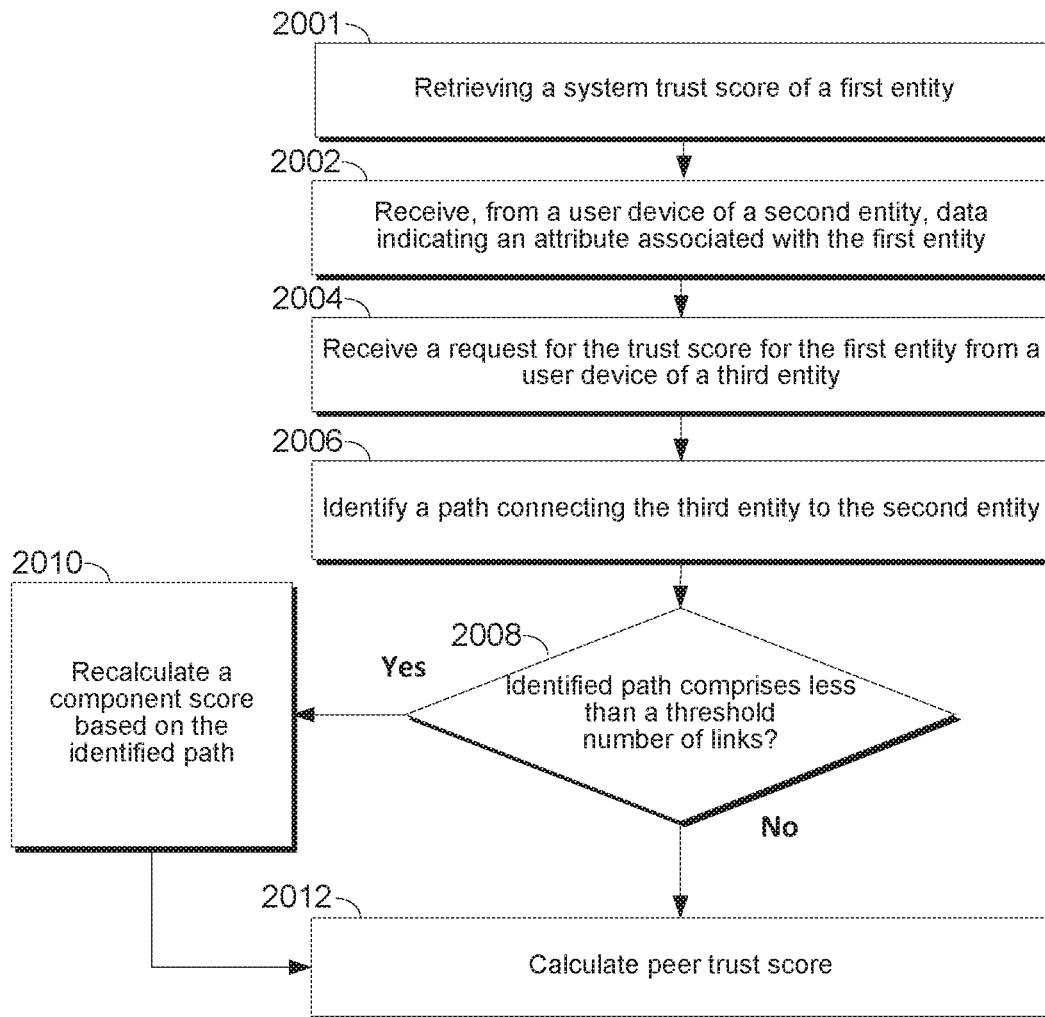 2001
Retrieving a system trust score of a first entity
2002
Receive, from a user device of a second entity, data
indicating an attribute associated with the first entity
2004
Receive a request for the trust score for the first entity from a
user device of a third entity
2006
Identify a path connecting the third entity to the second entity
2008
Identified path comprises less
than a threshold
number of links?
Yes
2010
Recalculate a
component score
based on the
identified path
No
2012
Calculate peer trust score